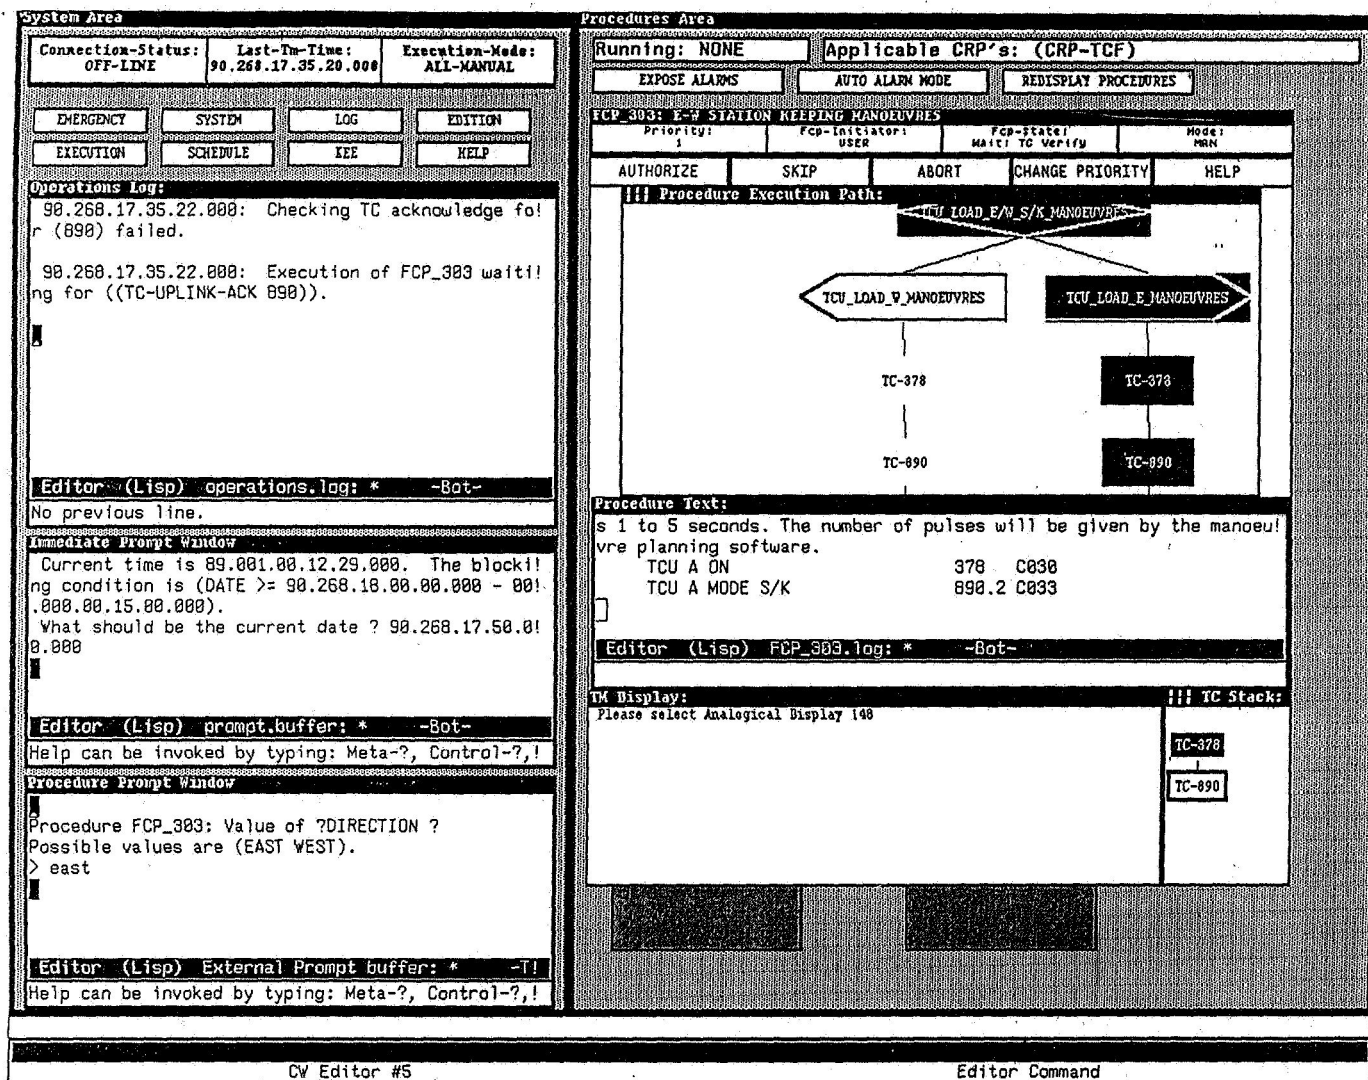 System Area
Connection-Status:
OFF-LINE
Last-Tm-Time:
90.268.17.35.20.000
Execution-Mode:
ALL-MANUAL
EMERGENCY
SYSTEM
LOG
EDITION
EXECUTION
SCHEDULE
KEE
HELP
Operations Log:
90.268.17.35.22.000: Checking TC acknowledge fo!
r (890) failed.
90.268.17.35.22.000: Execution of FCP_303 waiti!
ng for ((TC-UPLINK-ACK 890)).
Editor (Lisp) operations.log: * -Bot-
No previous line.
Immediate Prompt Window
Current time is 89.001.00.12.29.000. The blocki!
ng condition is (DATE >= 90.268.18.00.00.000 - 00!
.000.00.15.00.000).
What should be the current date ? 90.268.17.50.0!
0.000
Editor (Lisp) prompt.buffer: * -Bot-
Help can be invoked by typing: Meta-?, Control-?,!
Procedure Prompt Window
Procedure FCP_303: Value of ?DIRECTION ?
Possible values are (EAST WEST).
> east
Editor (Lisp) External Prompt buffer: * -T!
Help can be invoked by typing: Meta-?, Control-?,!
Procedures Area
Running: NONE
Applicable CRP's: (CRP-TCF)
EXPOSE ALARMS
AUTO ALARM MODE
REDISPLAY PROCEDURES
FCP_303: E-W STATION KEEPING MANOEUVRES
Priority:
1
Fcp-Initiator:
USER
Fcp-State:
Wait: TC Verify
Mode:
MAN
AUTHORIZE
SKIP
ABORT
CHANGE PRIORITY
HELP
||| Procedure Execution Path:
TCU_LOAD_E/W_S/K_MANOEUVRES
TCU_LOAD_W_MANOEUVRES
TCU_LOAD_E_MANOEUVRES
TC-378
TC-378
TC-890
TC-890
Procedure Text:
s 1 to 5 seconds. The number of pulses will be given by the manoeu!
vre planning software.
TCU A ON 378 C030
TCU A MODE S/K 890.2 C033
Editor (Lisp) FCP_303.log: * -Bot-
TM Display:
Please select Analogical Display 148
||| TC Stack:
TC-378
TC-890
CW Editor #5
Editor Command